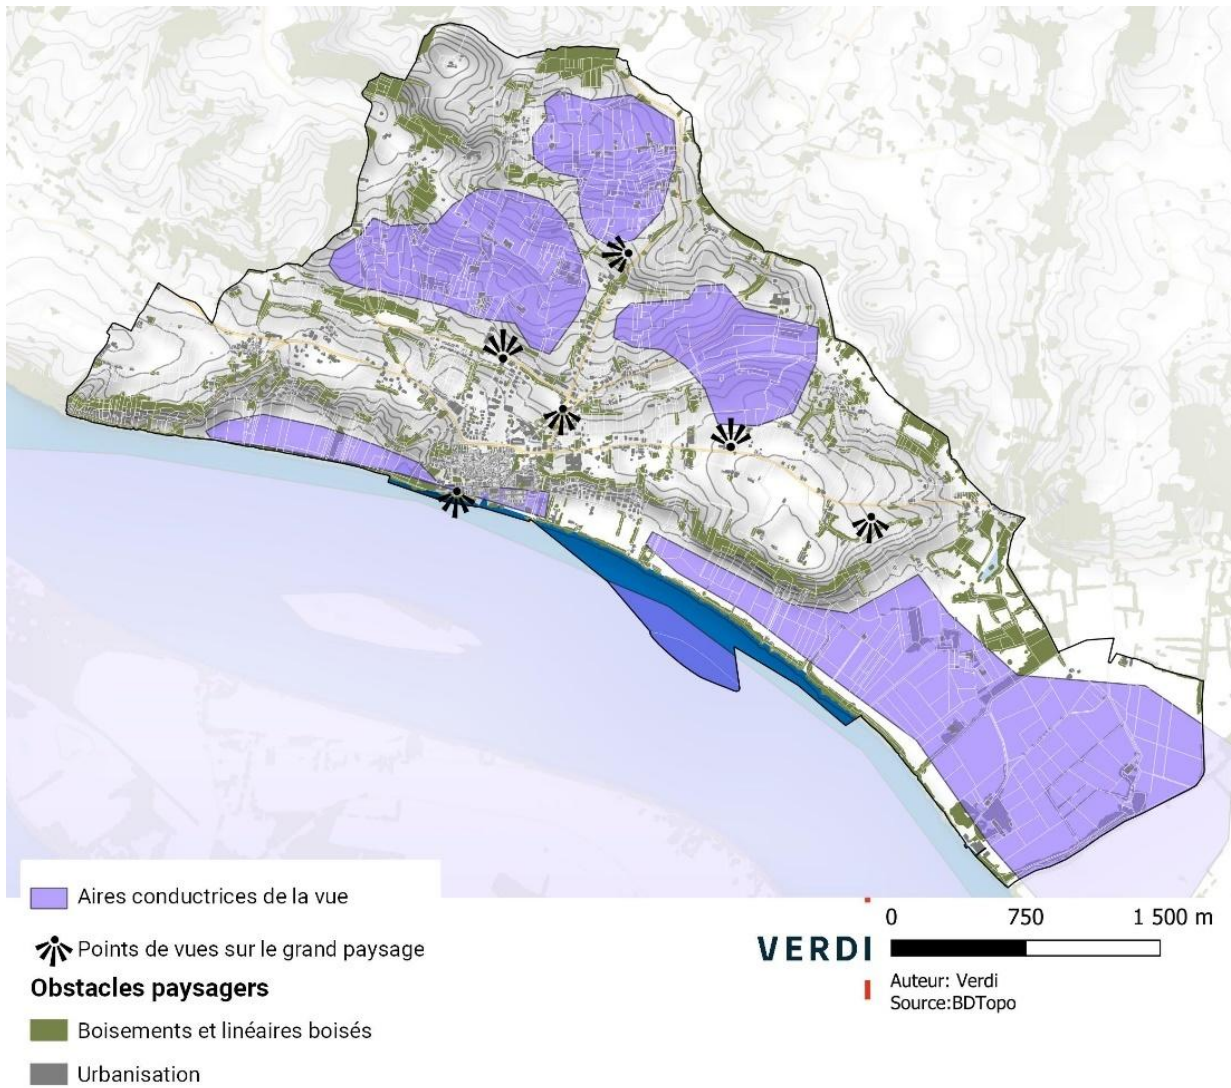 Aires conductrices de la vue
Points de vues sur le grand paysage
Obstacles paysagers
Boisements et linéaires boisés
Urbanisation
VERDI
0 750 1 500 m
Auteur: Verdi
Source:BDTopo